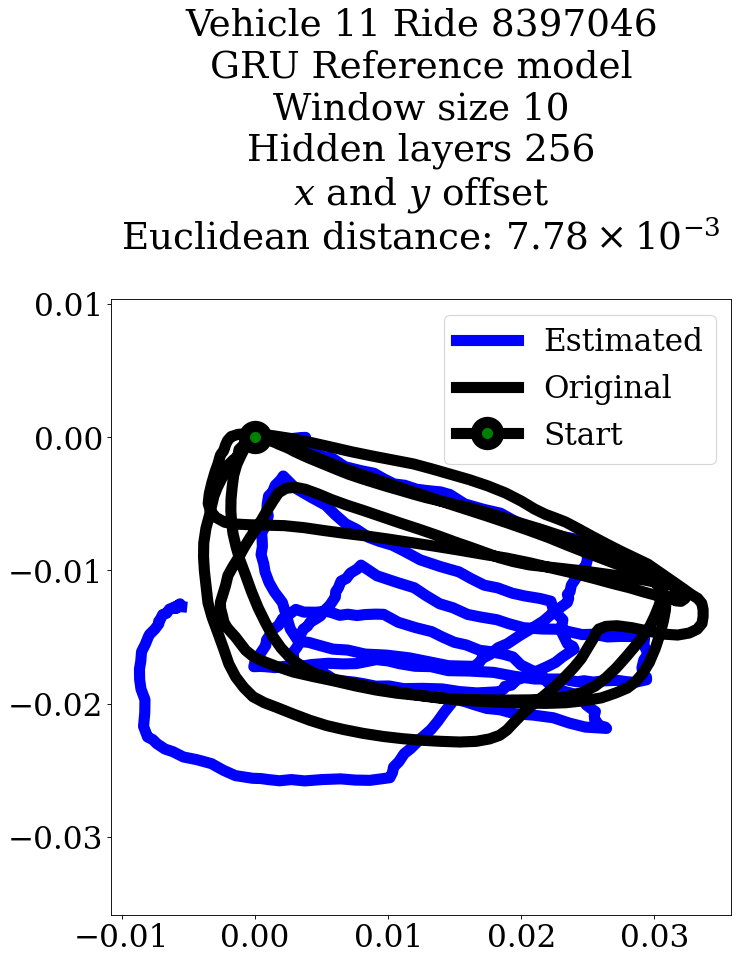 Vehicle 11 Ride 8397046
GRU Reference model
Window size 10
Hidden layers 256
x and y offset
Euclidean distance: 7.78 × 10⁻³
0.01
Estimated
Original
Start
0.00
−0.01
−0.02
−0.03
−0.01 0.00 0.01 0.02 0.03